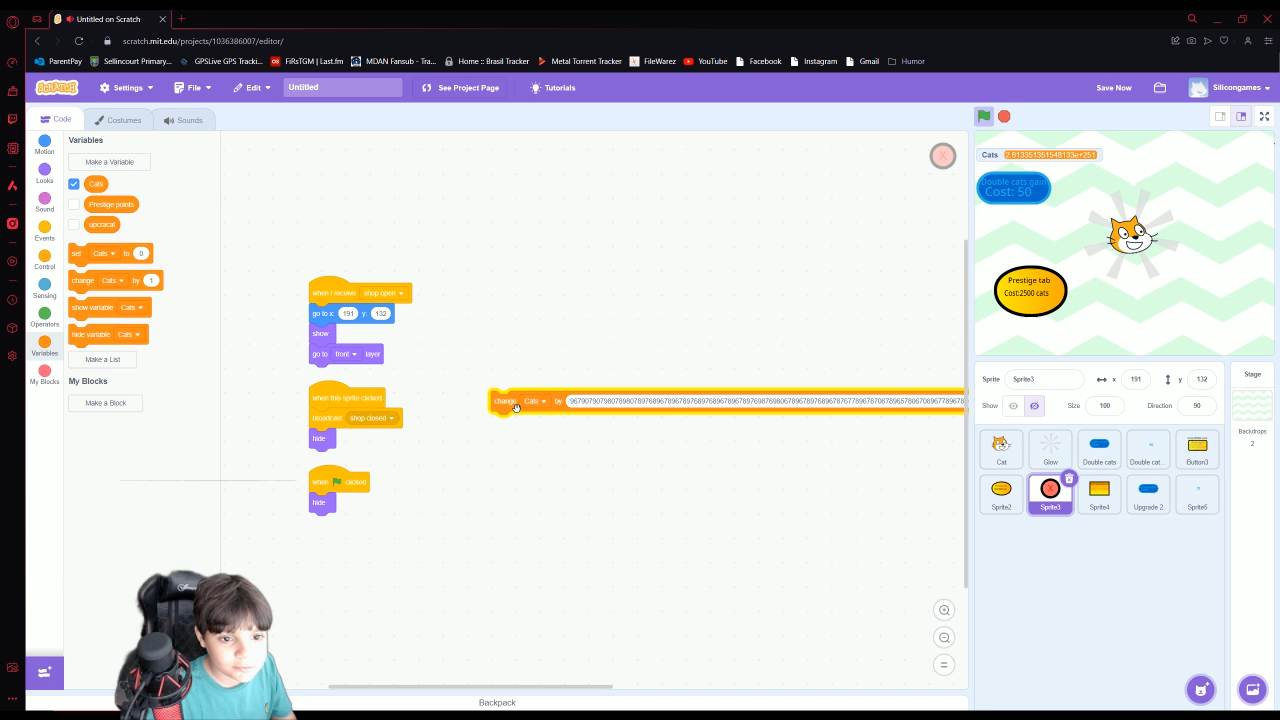 Untitled on Scratch
scratch.mit.edu/projects/1036386007/editor/
ParentPay
Sellincourt Primary...
GPSLive GPS Tracki...
FiRsTGM | Last.fm
MDAN Fansub - Tra...
Home :: Brasil Tracker
Metal Torrent Tracker
FileWarez
YouTube
Facebook
Instagram
Gmail
Humor
SCRATCH
Settings
File
Edit
Untitled
See Project Page
Tutorials
Save Now
Silicongames
Code
Costumes
Sounds
Motion
Looks
Sound
Events
Control
Sensing
Operators
Variables
My Blocks
Variables
Make a Variable
Cats
Prestige points
set Cats to 0
change Cats by 1
show variable Cats
hide variable Cats
Make a List
My Blocks
Make a Block
when I receive shop open
go to x: 191 y: 132
show
go to front layer
when this sprite clicked
broadcast shop closed
hide
when clicked
hide
change Cats by
Cats 2.613351351548133e+251
Double cats gain
Cost: 50
Prestige tab
Cost:2500 cats
Sprite
Sprite3
x 191
y 132
Show
Size 100
Direction 90
Stage
Backdrops
2
Cat
Glow
Double cats
Double cat...
Button3
Sprite2
Sprite3
Sprite4
Upgrade 2
Sprite5
Backpack